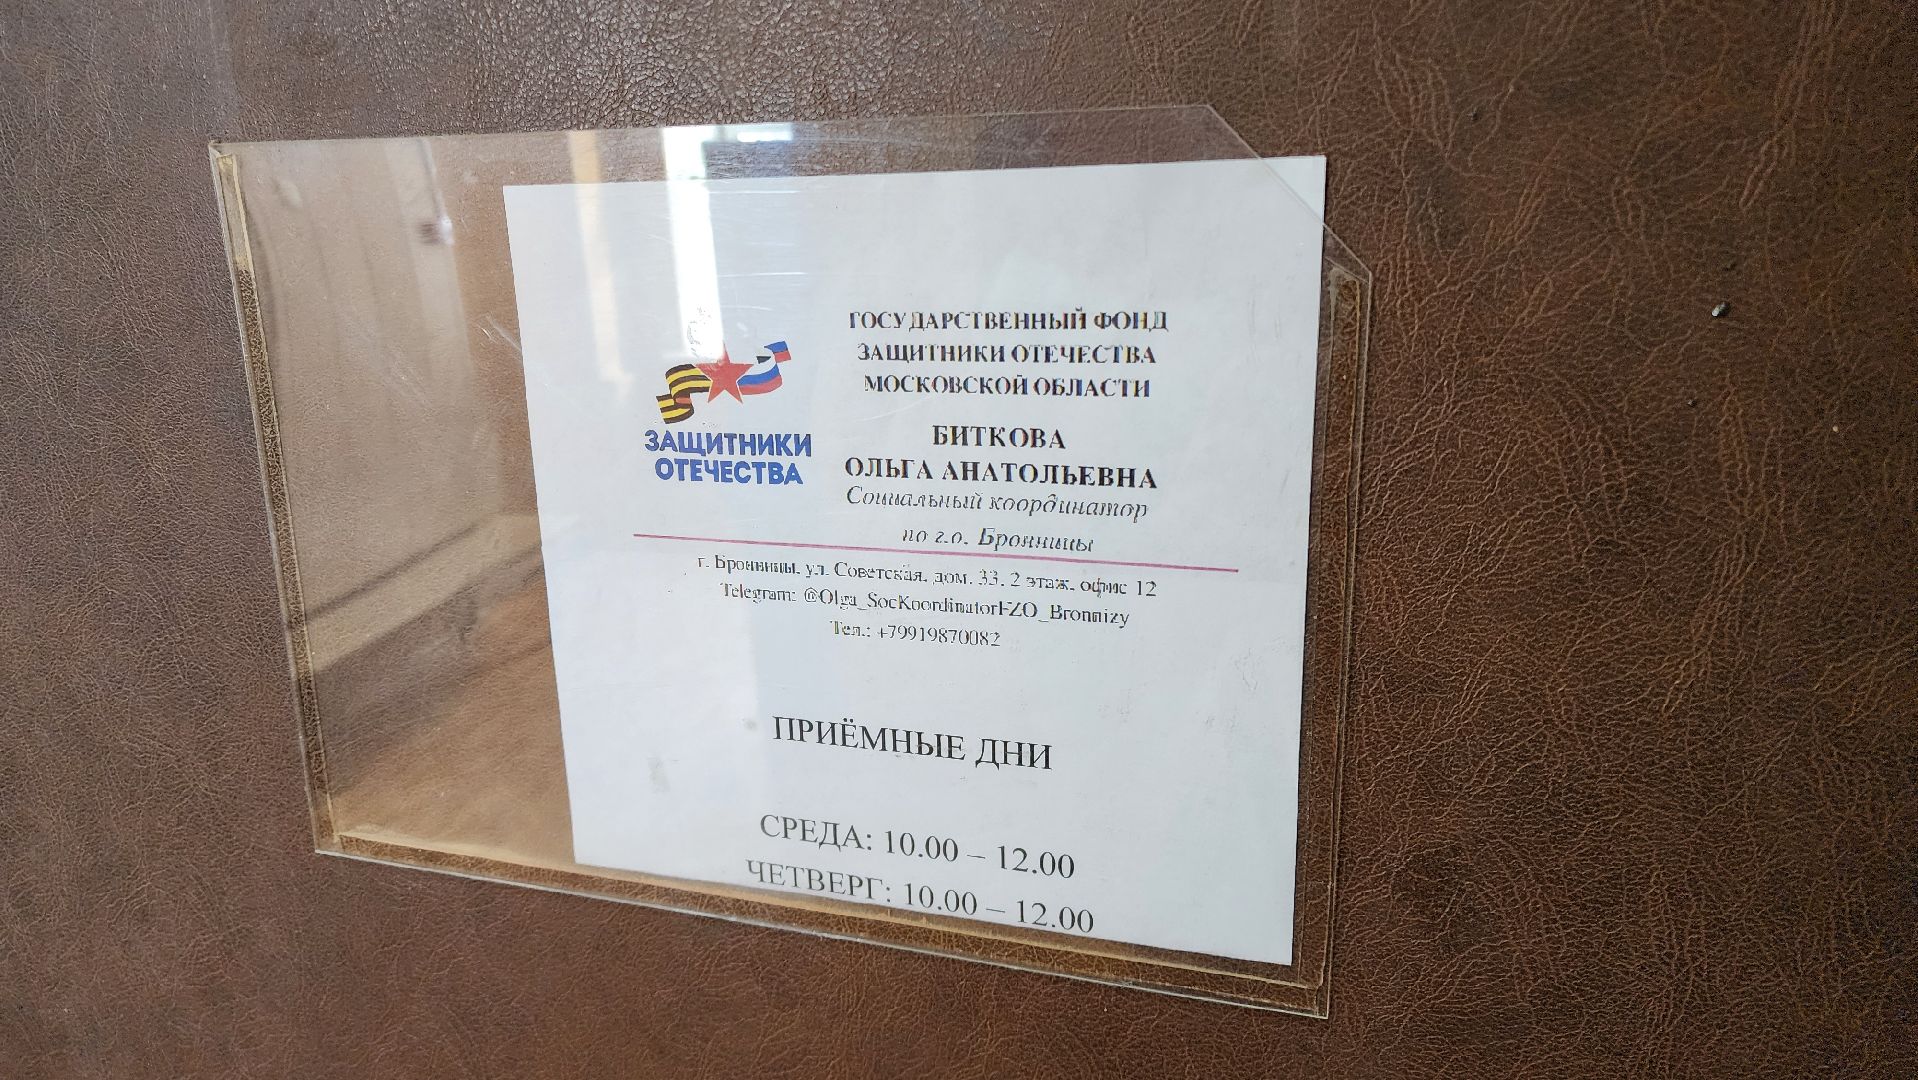 ЗАЩИТНИКИ
ОТЕЧЕСТВА
ГОСУДАРСТВЕННЫЙ ФОНД
ЗАЩИТНИКИ ОТЕЧЕСТВА
МОСКОВСКОЙ ОБЛАСТИ
БИТКОВА
ОЛЬГА АНАТОЛЬЕВНА
Социальный координатор
по г.о. Бронницы
г. Бронницы, ул. Советская, дом. 33, 2 этаж, офис 12
Telegram: @Olga_SocKoordinatorFZO_Bronnizy
Тел.: +79919870082
ПРИЁМНЫЕ ДНИ
СРЕДА: 10.00 – 12.00
ЧЕТВЕРГ: 10.00 – 12.00